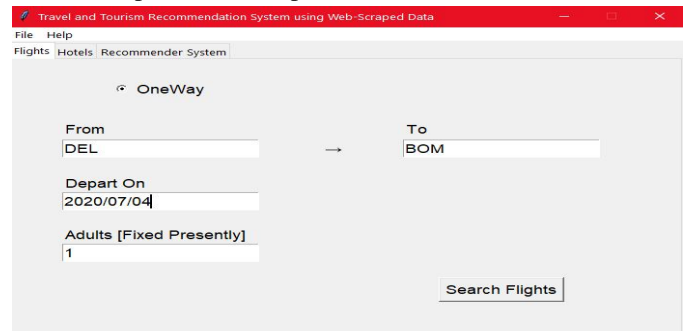 Travel and Tourism Recommendation System using Web-Scraped Data
File Help
Flights Hotels Recommender System
OneWay
From To
DEL → BOM
Depart On
2020/07/04
Adults [Fixed Presently]
1
Search Flights